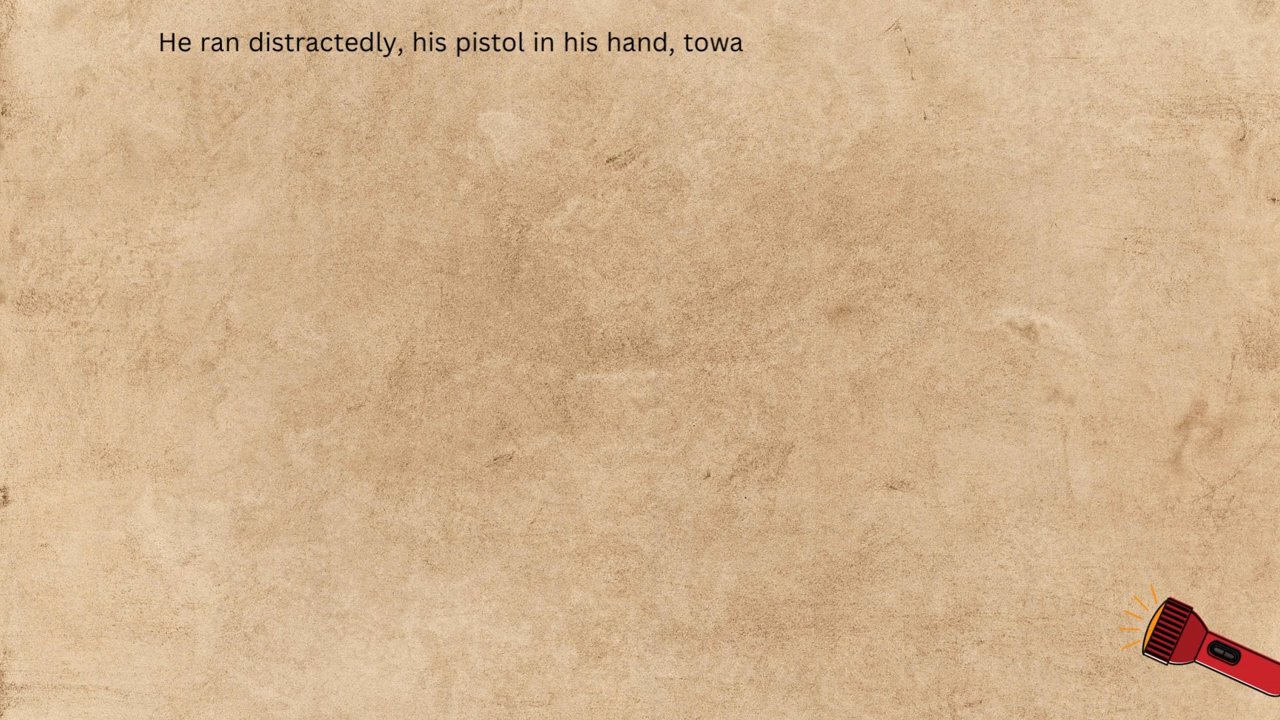 He ran distractedly, his pistol in his hand, towa